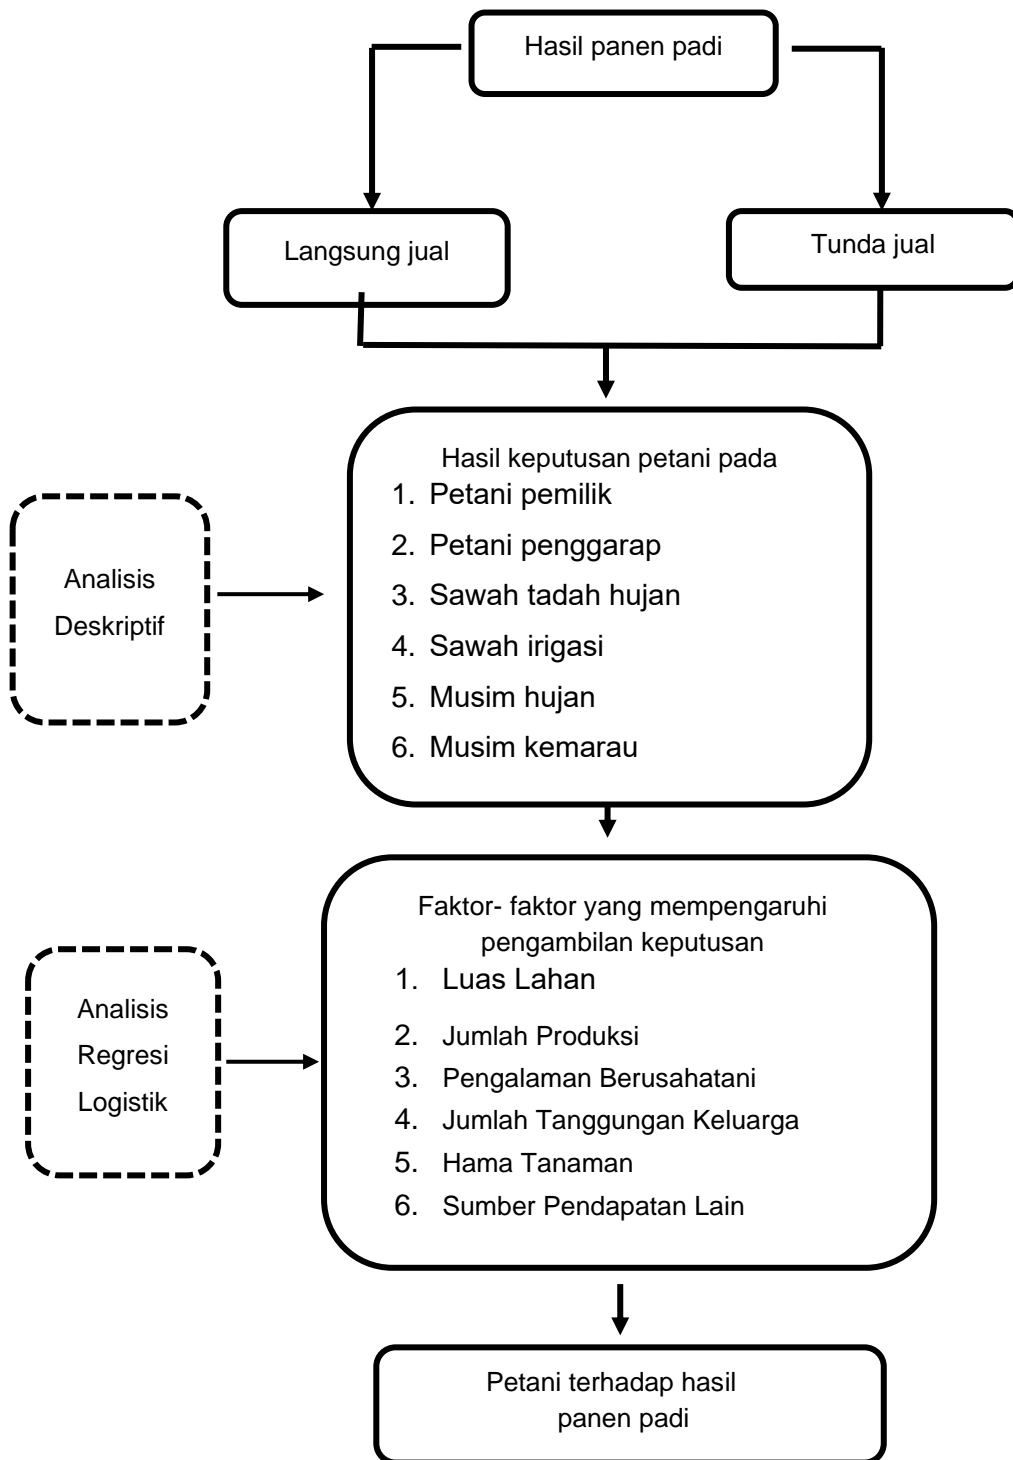 Hasil panen padi
Langsung jual
Tunda jual
Hasil keputusan petani pada
1. Petani pemilik
2. Petani penggarap
3. Sawah tadah hujan
4. Sawah irigasi
5. Musim hujan
6. Musim kemarau
Analisis
Deskriptif
Faktor- faktor yang mempengaruhi
pengambilan keputusan
1. Luas Lahan
2. Jumlah Produksi
3. Pengalaman Berusahatani
4. Jumlah Tanggungan Keluarga
5. Hama Tanaman
6. Sumber Pendapatan Lain
Analisis
Regresi
Logistik
Petani terhadap hasil
panen padi